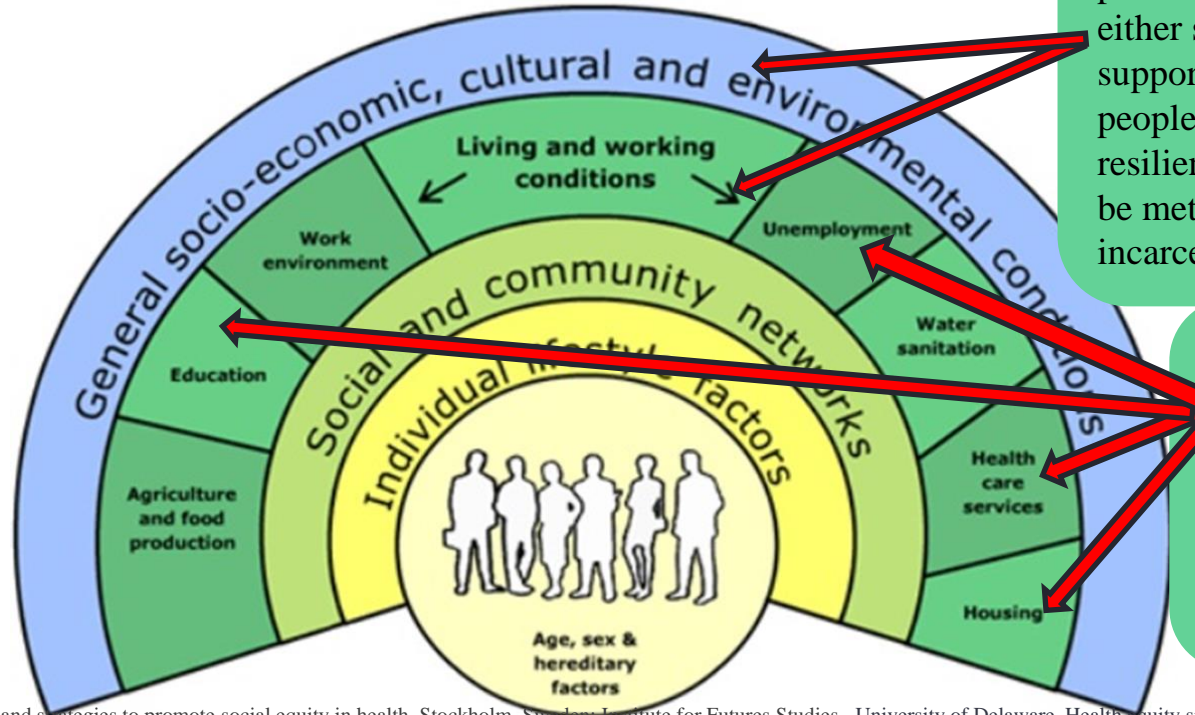 either s
suppor
people
resilien
be met
incarce
General socio-economic, cultural and environmental conditions
Living and working
conditions
Work
environment
Unemployment
Education
Water
sanitation
Agriculture
and food
production
Health
care
services
Housing
Social and community networks
Individual lifestyle factors
Age, sex &
hereditary
factors
and strategies to promote social equity in health. Stockholm, Sweden: Institute for Futures Studies. University of Delaware. Health equity a